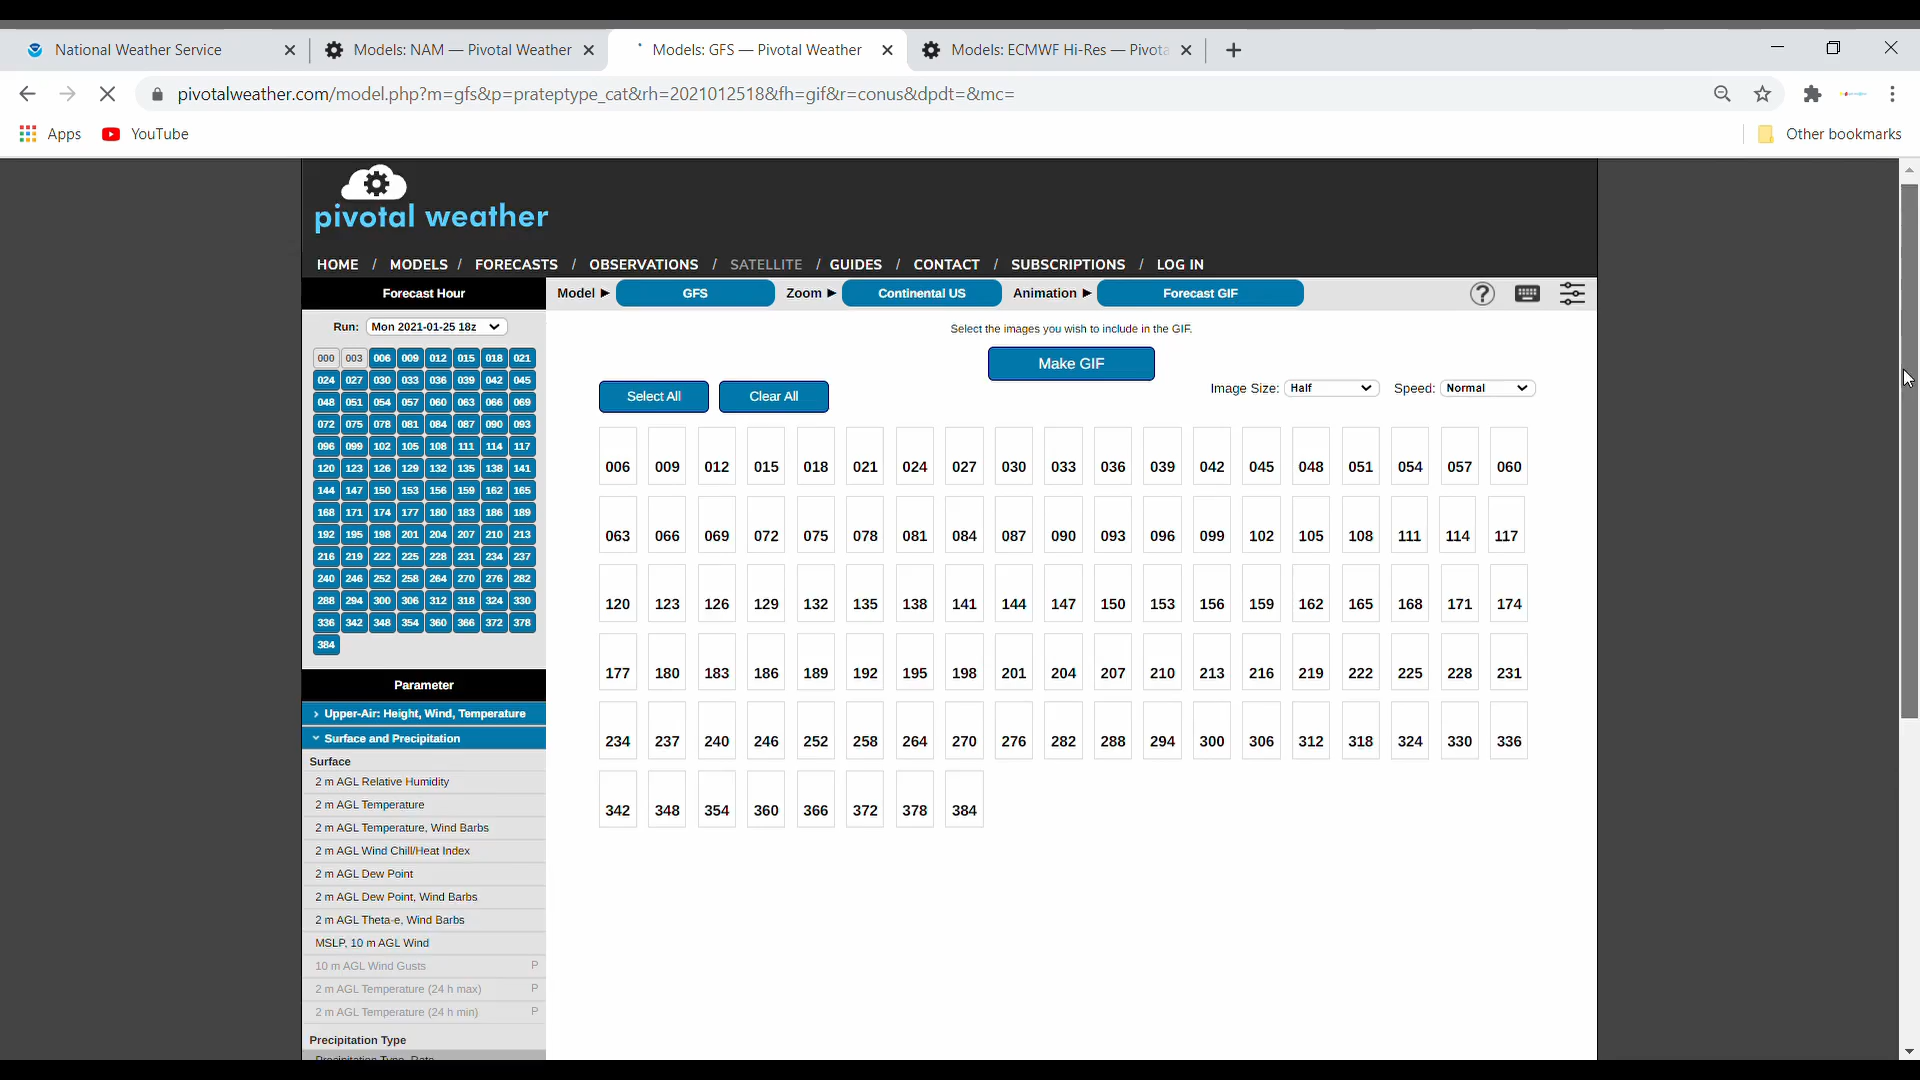 National Weather Service
Models: NAM — Pivotal Weather
Models: GFS — Pivotal Weather
Models: ECMWF Hi-Res — Pivota
pivotalweather.com/model.php?m=gfs&p=prateptype_cat&rh=2021012518&fh=gif&r=conus&dpdt=&mc=
Apps
YouTube
Other bookmarks
pivotal weather
HOME / MODELS / FORECASTS / OBSERVATIONS / SATELLITE / GUIDES / CONTACT / SUBSCRIPTIONS / LOG IN
Forecast Hour
Model ▶ GFS Zoom ▶ Continental US Animation ▶ Forecast GIF
Run: Mon 2021-01-25 18z
000 003 006 009 012 015 018 021
024 027 030 033 036 039 042 045
048 051 054 057 060 063 066 069
072 075 078 081 084 087 090 093
096 099 102 105 108 111 114 117
120 123 126 129 132 135 138 141
144 147 150 153 156 159 162 165
168 171 174 177 180 183 186 189
192 195 198 201 204 207 210 213
216 219 222 225 228 231 234 237
240 246 252 258 264 270 276 282
288 294 300 306 312 318 324 330
336 342 348 354 360 366 372 378
384
Parameter
Upper-Air: Height, Wind, Temperature
Surface and Precipitation
Surface
2 m AGL Relative Humidity
2 m AGL Temperature
2 m AGL Temperature, Wind Barbs
2 m AGL Wind Chill/Heat Index
2 m AGL Dew Point
2 m AGL Dew Point, Wind Barbs
2 m AGL Theta-e, Wind Barbs
MSLP, 10 m AGL Wind
10 m AGL Wind Gusts P
2 m AGL Temperature (24 h max) P
2 m AGL Temperature (24 h min) P
Precipitation Type
Precipitation Type, Rate
Select the images you wish to include in the GIF.
Make GIF
Select All
Clear All
Image Size: Half
Speed: Normal
006 009 012 015 018 021 024 027 030 033 036 039 042 045 048 051 054 057 060
063 066 069 072 075 078 081 084 087 090 093 096 099 102 105 108 111 114 117
120 123 126 129 132 135 138 141 144 147 150 153 156 159 162 165 168 171 174
177 180 183 186 189 192 195 198 201 204 207 210 213 216 219 222 225 228 231
234 237 240 246 252 258 264 270 276 282 288 294 300 306 312 318 324 330 336
342 348 354 360 366 372 378 384